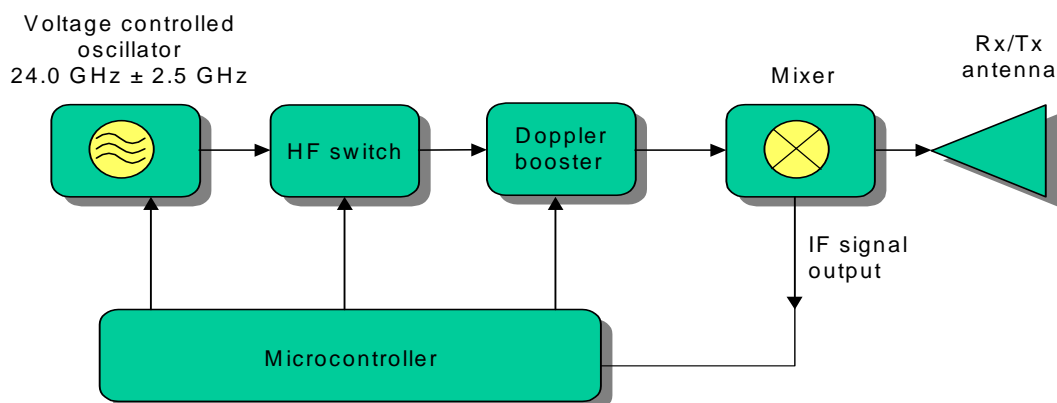 Voltage controlled
oscillator
24.0 GHz ± 2.5 GHz
HF switch
Doppler
booster
Mixer
Rx/Tx
antenna
IF signal
output
Microcontroller